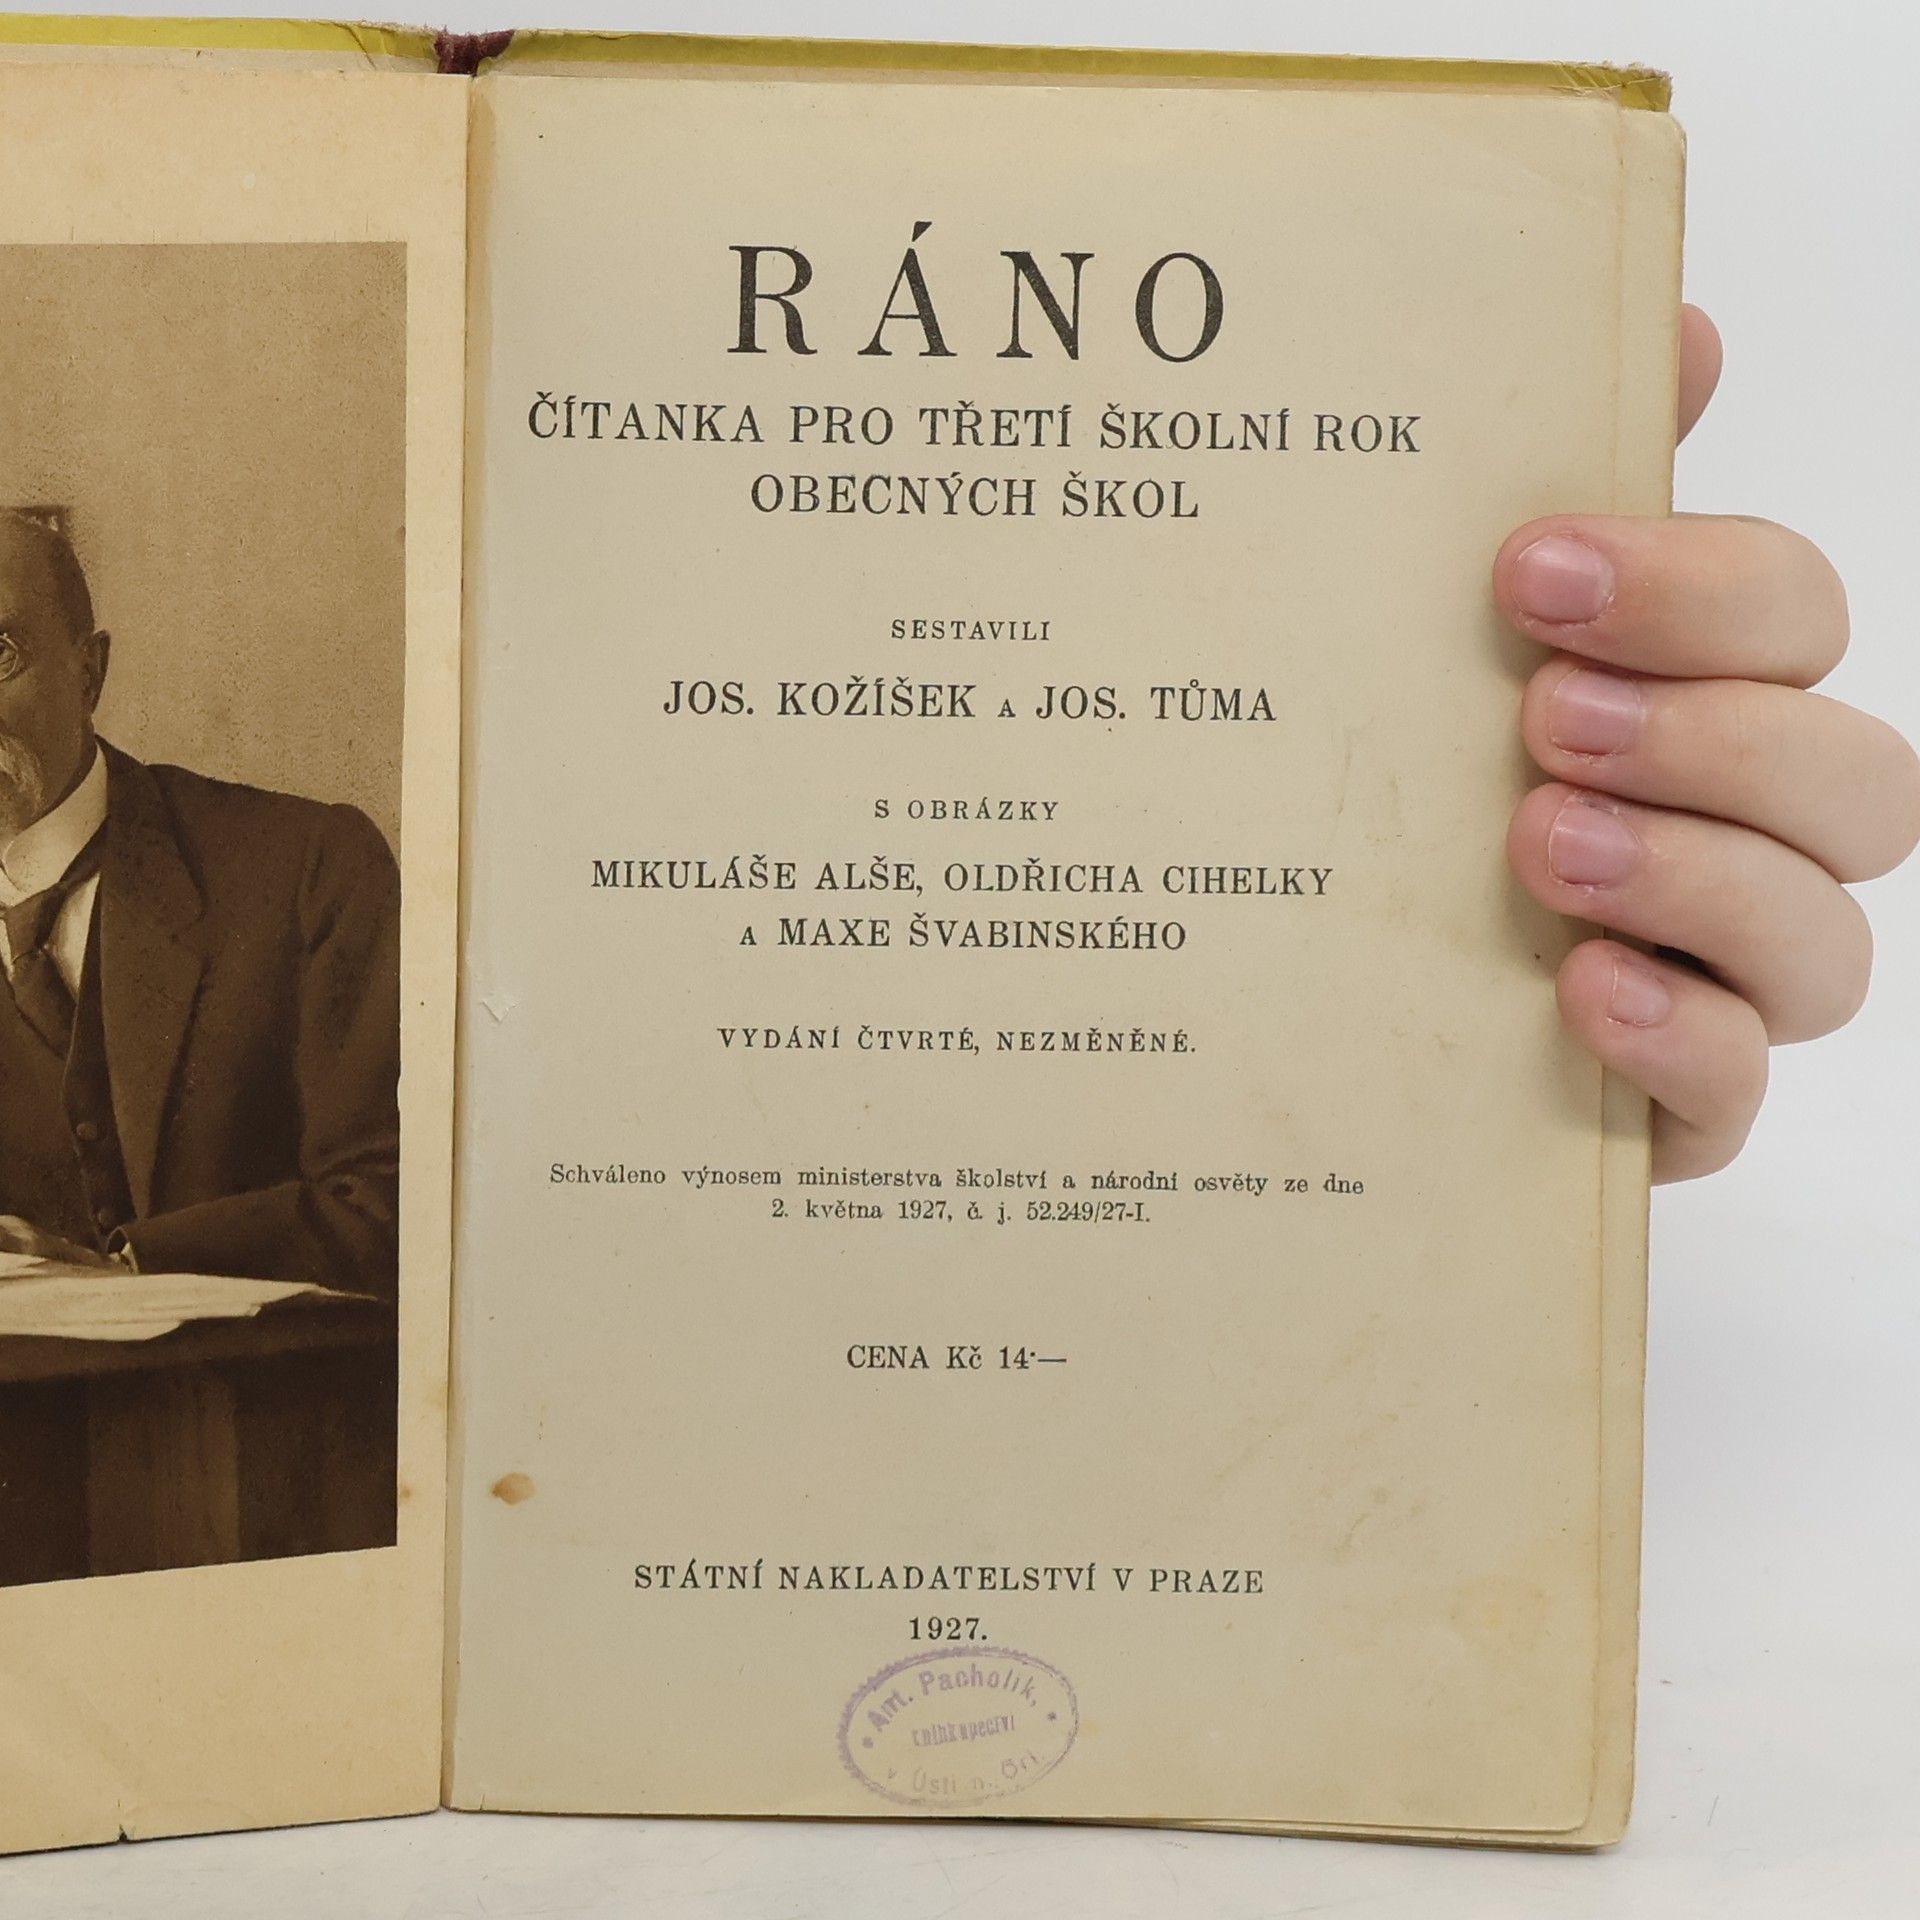 RÁNO
ČÍTANKA PRO TŘETÍ ŠKOLNÍ ROK
OBECNÝCH ŠKOL
SESTAVILI
JOS. KOŽÍŠEK A JOS. TŮMA
S OBRÁZKY
MIKULÁŠE ALŠE, OLDŘICHA CIHELKY
A MAXE ŠVABINSKÉHO
VYDÁNÍ ČTVRTÉ, NEZMĚNĚNÉ.
Schváleno výnosem ministerstva školství a národní osvěty ze dne
2. května 1927, č. j. 52.249/27-I.
CENA Kč 14·—
STÁTNÍ NAKLADATELSTVÍ V PRAZE
1927.
Ant. Pacholík,
knihkupectví
v Ústí n. Orl.